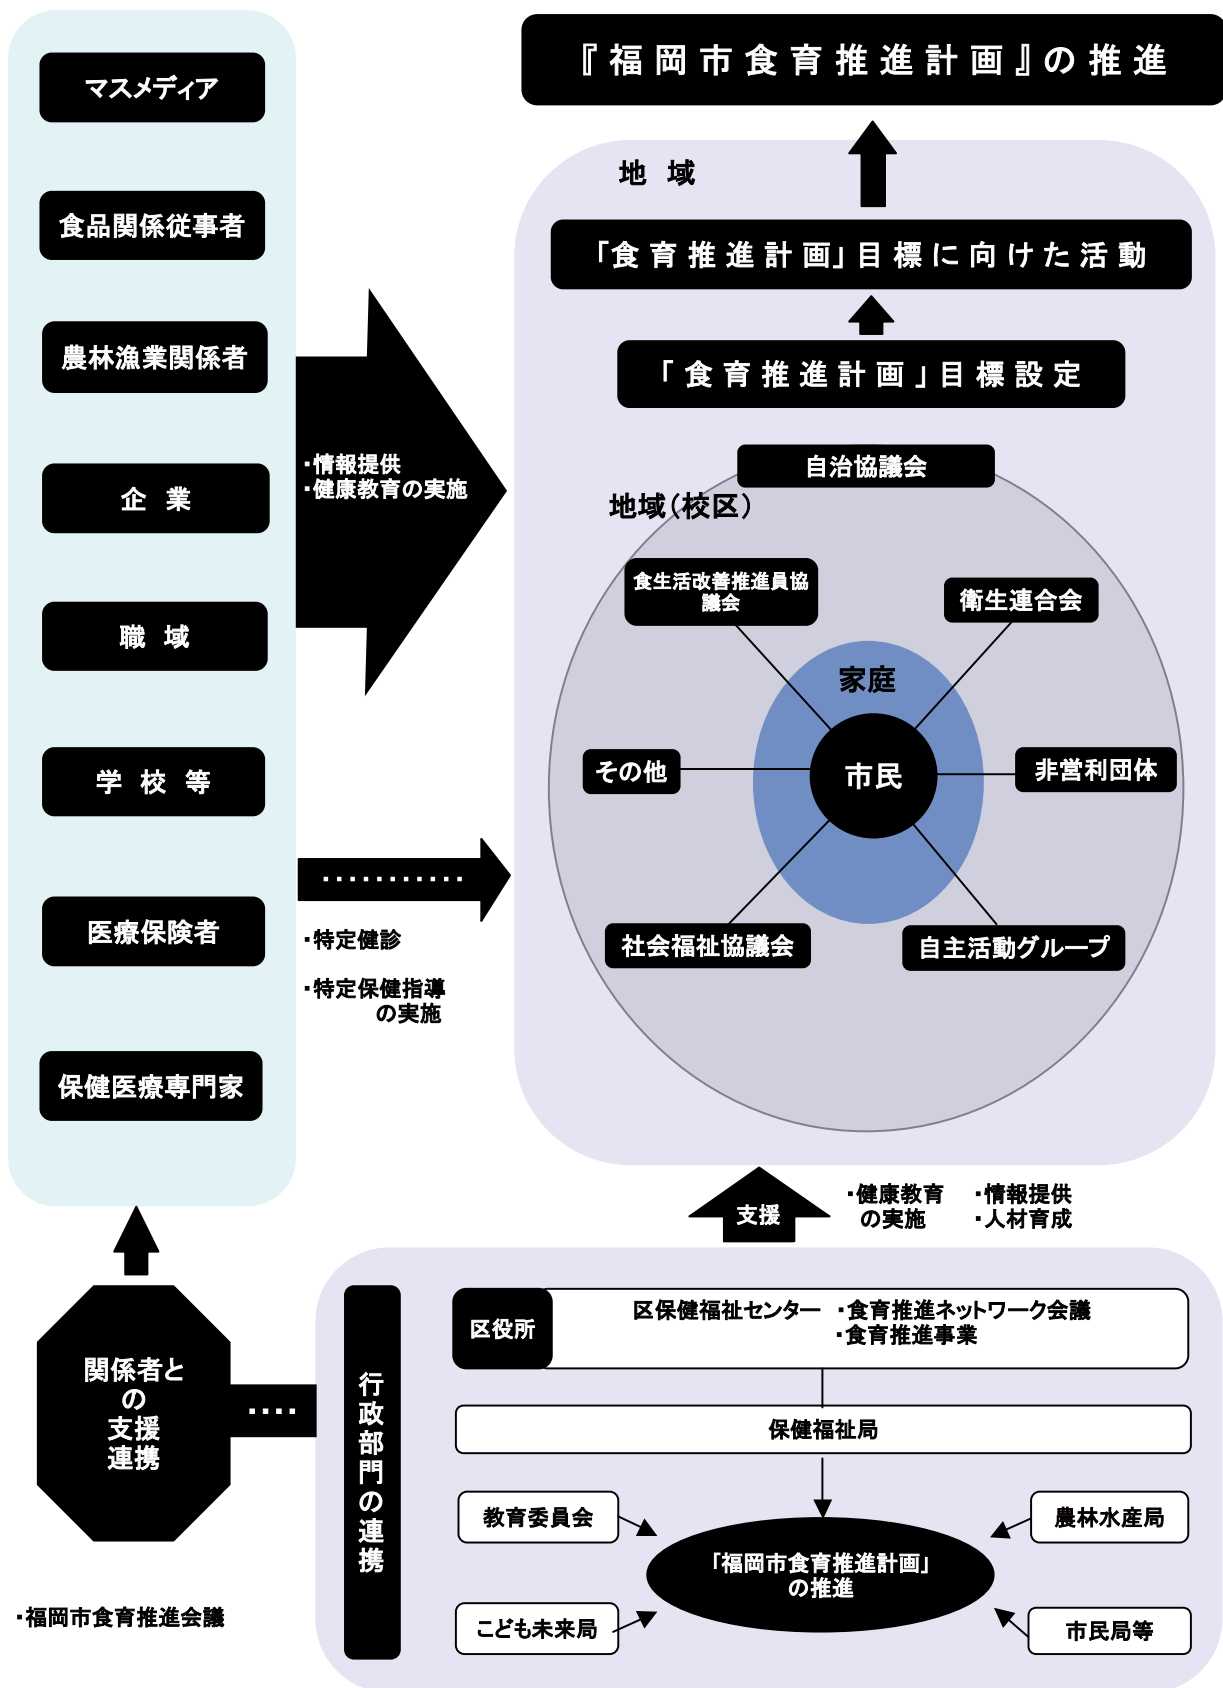 『福岡市食育推進計画』の推進
マスメディア
食品関係従事者
農林漁業関係者
企　業
職　域
学　校　等
医療保険者
保健医療専門家
・情報提供
・健康教育の実施
・・・・・・・・・・・
・特定健診
・特定保健指導
の実施
地　域
「食育推進計画」目標に向けた活動
「食育推進計画」目標設定
自治協議会
地域（校区）
食生活改善推進員協
議会
衛生連合会
家庭
市民
その他
非営利団体
社会福祉協議会
自主活動グループ
支援
・健康教育
の実施
・情報提供
・人材育成
関係者と
の
支援
連携
・・・・
・福岡市食育推進会議
行政部門の連携
区役所
区保健福祉センター　・食育推進ネットワーク会議
・食育推進事業
保健福祉局
教育委員会
農林水産局
「福岡市食育推進計画」
の推進
こども未来局
市民局等